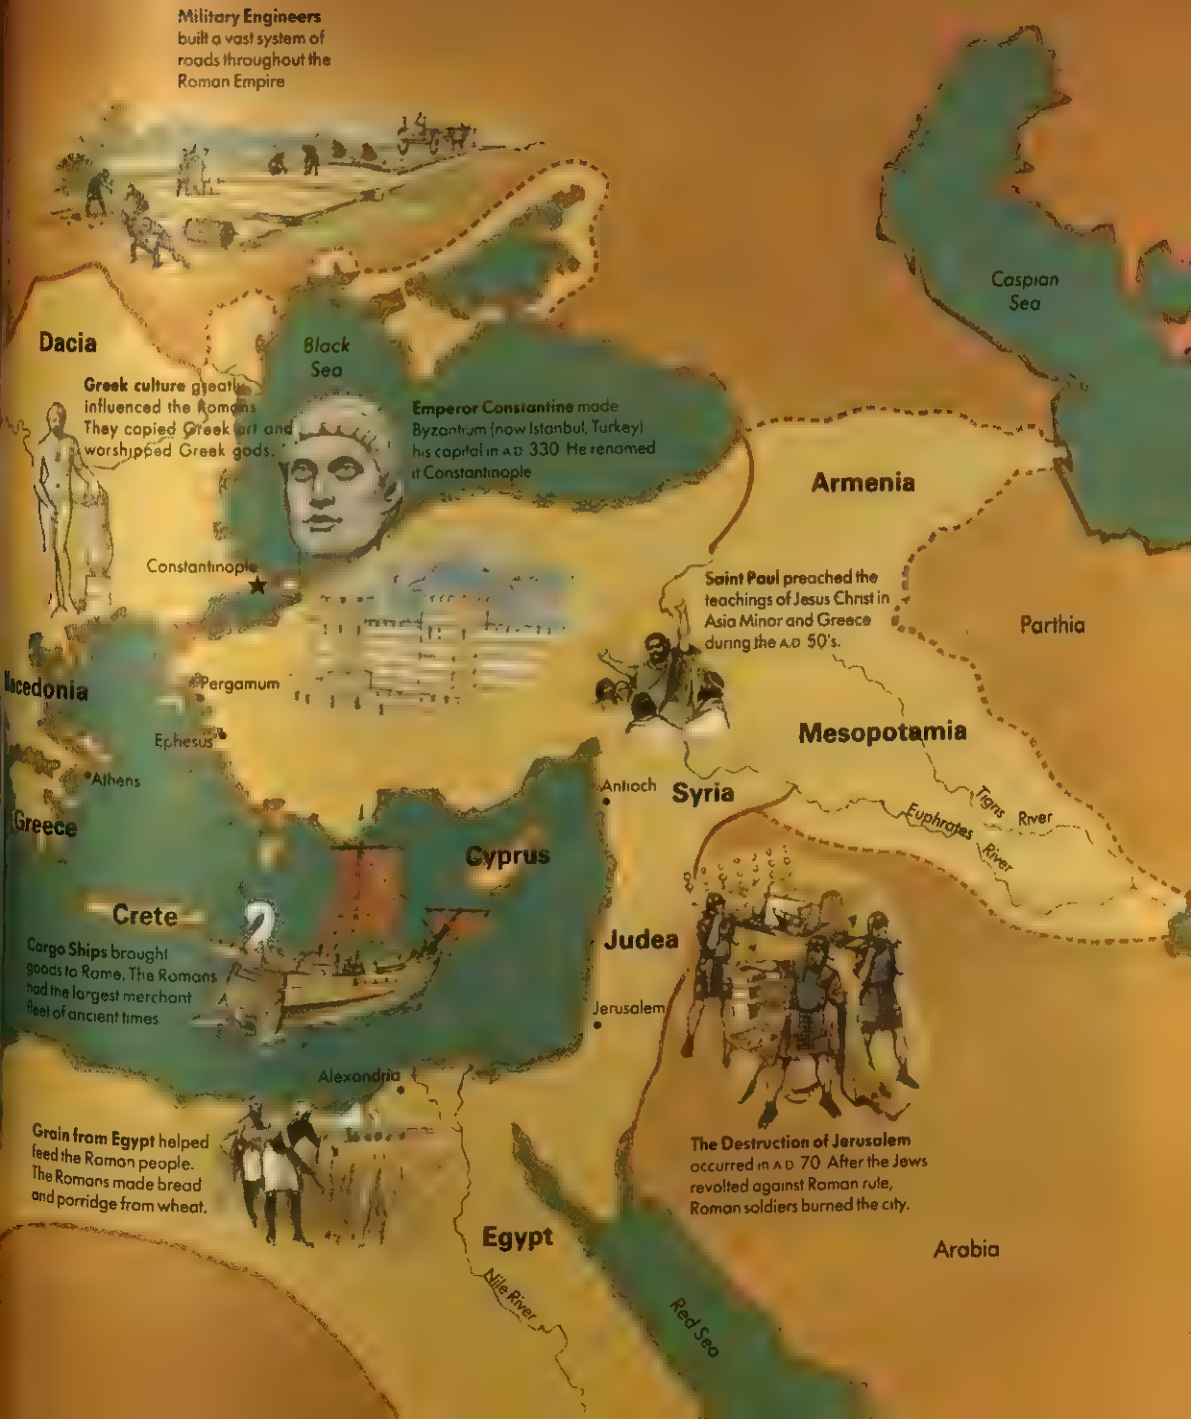 Military Engineers
built a vast system of
roads throughout the
Roman Empire
Caspian
Sea
Dacia
Black
Sea
Greek culture greatly
influenced the Romans
They copied Greek art and
worshipped Greek gods.
Emperor Constantine made
Byzantium (now Istanbul, Turkey)
his capital in A.D. 330 He renamed
it Constantinople
Armenia
Constantinople
Saint Paul preached the
teachings of Jesus Christ in
Asia Minor and Greece
during the A.D. 50's.
Parthia
Macedonia
Pergamum
Ephesus
Mesopotamia
Athens
Antioch
Syria
Tigris River
Euphrates River
Greece
Cyprus
Crete
Cargo Ships brought
goods to Rome. The Romans
had the largest merchant
fleet of ancient times
Judea
Jerusalem
Alexandria
Grain from Egypt helped
feed the Roman people.
The Romans made bread
and porridge from wheat.
The Destruction of Jerusalem
occurred in A.D. 70 After the Jews
revolted against Roman rule,
Roman soldiers burned the city.
Egypt
Arabia
Nile River
Red Sea